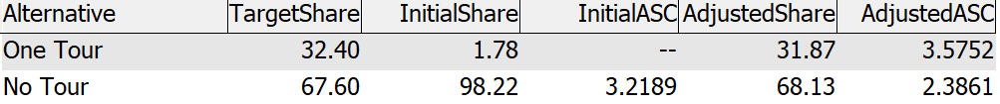 Alternative TargetShare InitialShare InitialASC AdjustedShare AdjustedASC
One Tour 32.40 1.78 -- 31.87 3.5752
No Tour 67.60 98.22 3.2189 68.13 2.3861